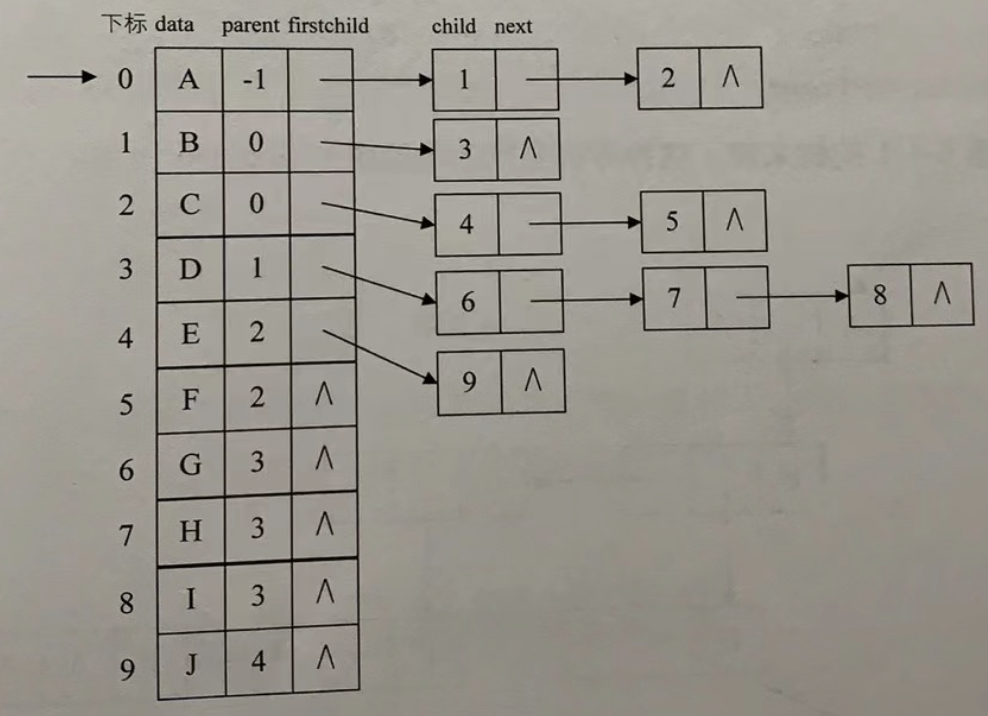 下标 data parent firstchild child next
0 A -1 1 2 ∧
1 B 0 3 ∧
2 C 0 4 5 ∧
3 D 1 6 7 8 ∧
4 E 2 9 ∧
5 F 2 ∧
6 G 3 ∧
7 H 3 ∧
8 I 3 ∧
9 J 4 ∧